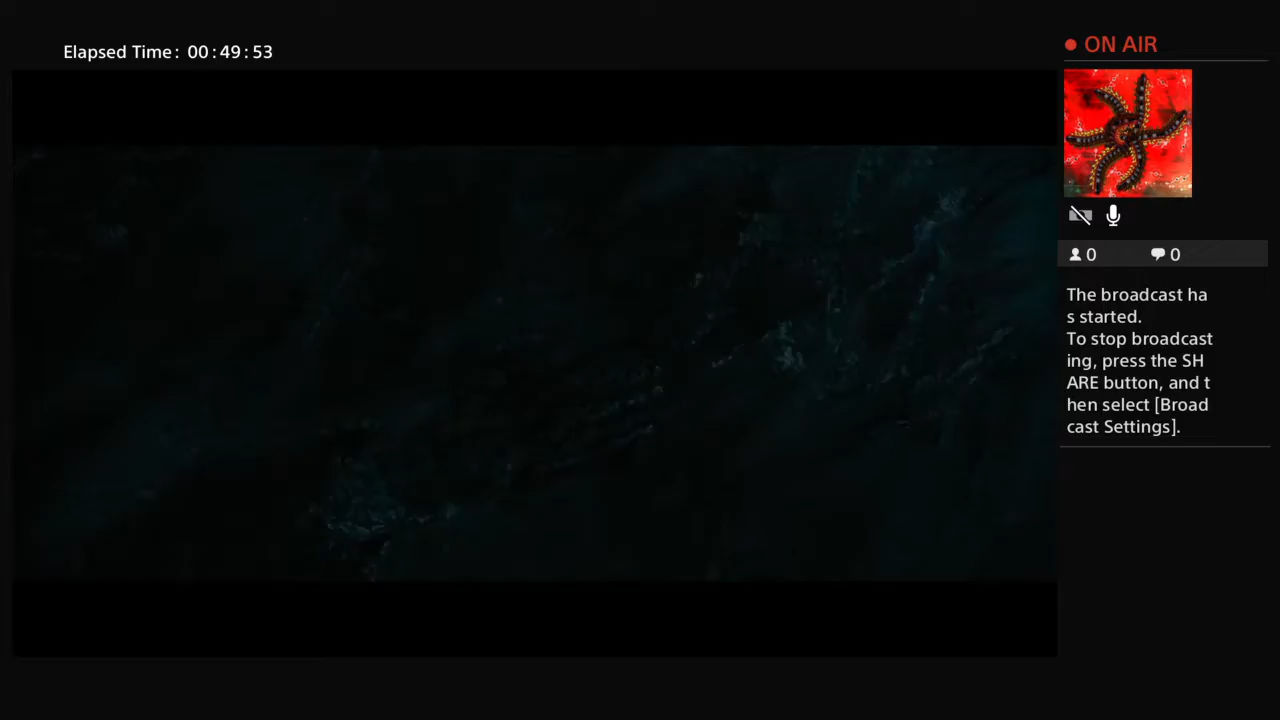 Elapsed Time: 00:49:53
ON AIR
0
0
The broadcast ha
s started.
To stop broadcast
ing, press the SH
ARE button, and t
hen select [Broad
cast Settings].